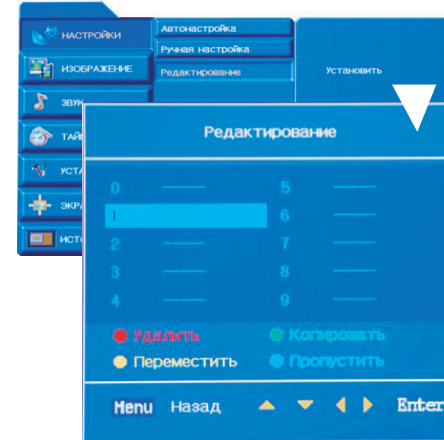 НАСТРОЙКИ
Автонастройка
Ручная настройка
ИЗОБРАЖЕНИЕ
Редактирование
Установить
ЗВУК
Редактирование
0 ——— 5 ———
1 6 ———
2 ——— 7 ———
3 ——— 8 ———
4 ——— 9 ———
Удалить Копировать
Переместить Пропустить
Menu Назад Enter